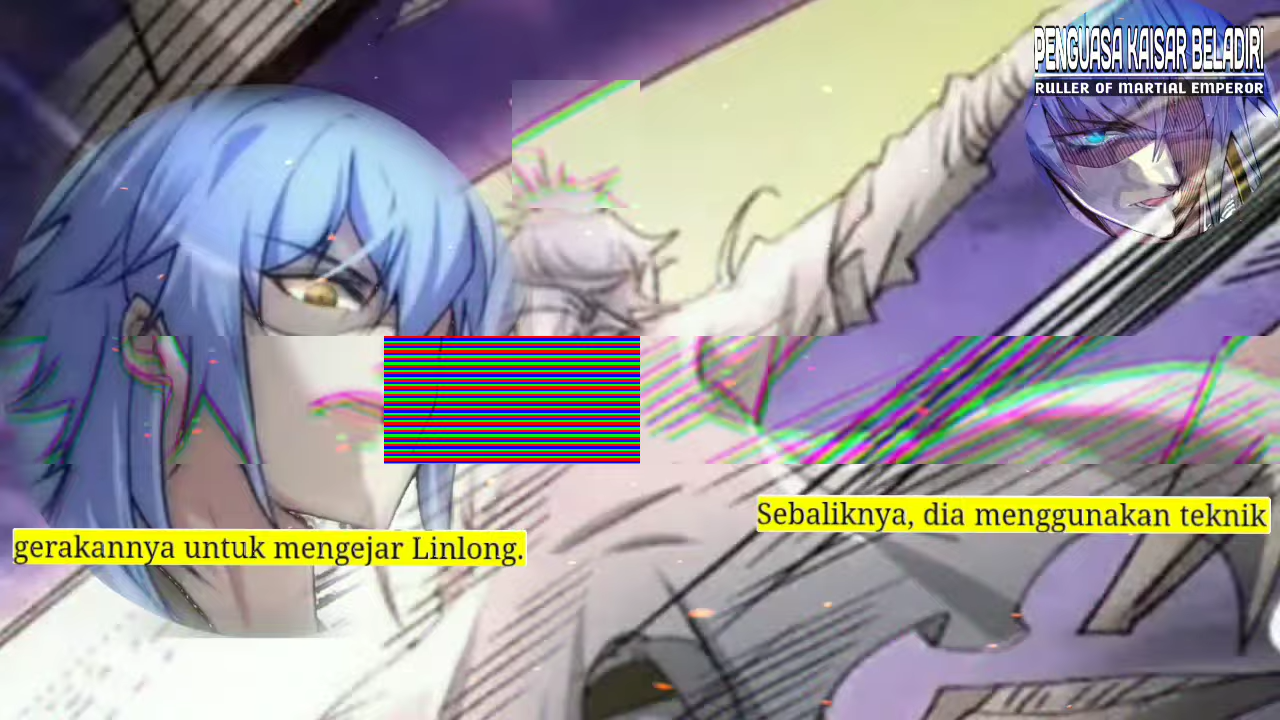 PENGUASA KAISAR BELADIRI
RULLER OF MARTIAL EMPEROR
Sebaliknya, dia menggunakan teknik
gerakannya untuk mengejar Linlong.